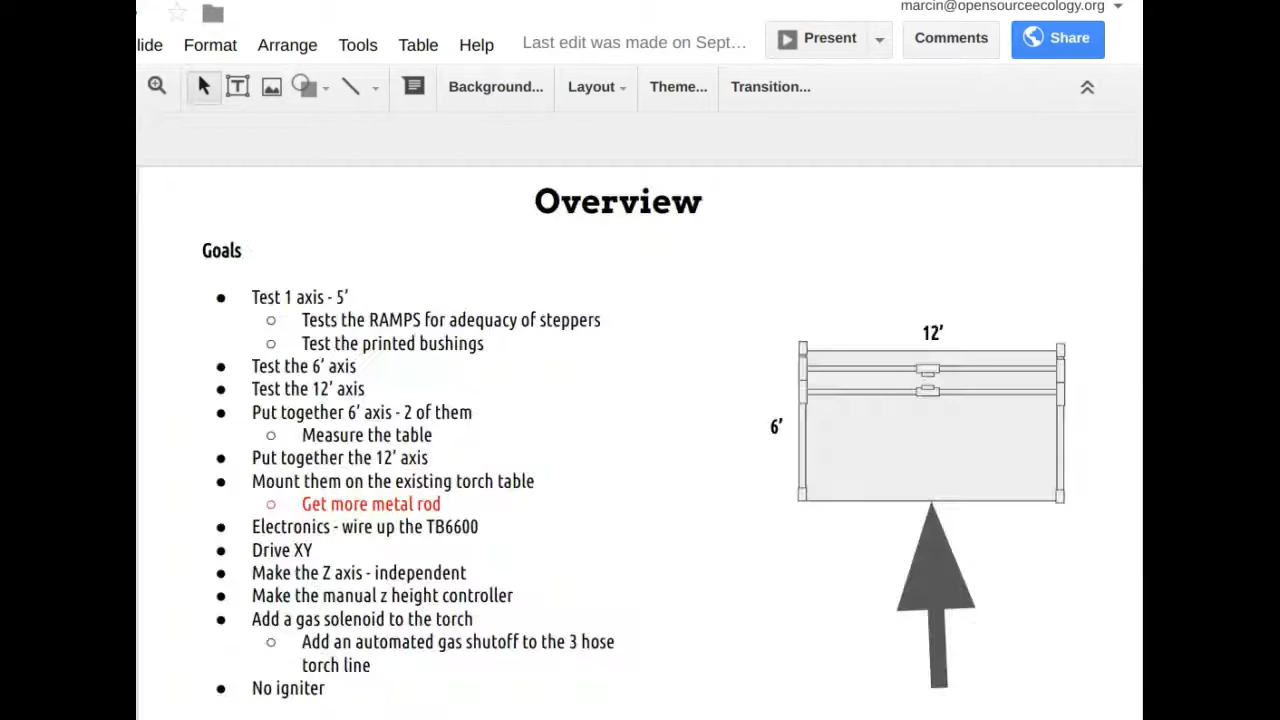 marcin@opensourceecology.org
lide Format Arrange Tools Table Help Last edit was made on Sept... Present Comments Share
T Background... Layout Theme... Transition...
Overview
Goals
● Test 1 axis - 5’
○ Tests the RAMPS for adequacy of steppers
○ Test the printed bushings
● Test the 6’ axis
● Test the 12’ axis
● Put together 6’ axis - 2 of them
○ Measure the table
● Put together the 12’ axis
● Mount them on the existing torch table
○ Get more metal rod
● Electronics - wire up the TB6600
● Drive XY
● Make the Z axis - independent
● Make the manual z height controller
● Add a gas solenoid to the torch
○ Add an automated gas shutoff to the 3 hose
torch line
● No igniter
12’
6’